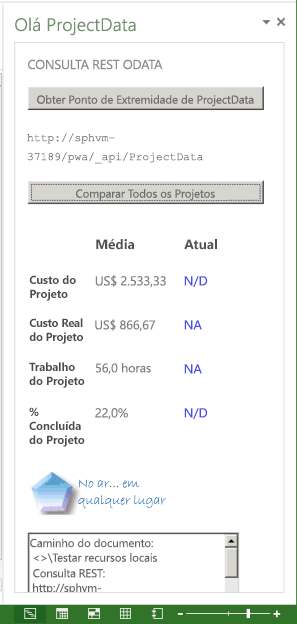 Olá ProjectData
CONSULTA REST ODATA
Obter Ponto de Extremidade de ProjectData
http://sphvm-
37189/pwa/_api/ProjectData
Comparar Todos os Projetos
Média Atual
Custo do
Projeto US$ 2.533,33 N/D
Custo Real
do Projeto US$ 866,67 NA
Trabalho
do Projeto 56,0 horas NA
%
Concluída
do Projeto 22,0% N/D
No ar... em
qualquer lugar
Caminho do documento:
<>\Testar recursos locais
Consulta REST:
http://sphvm-